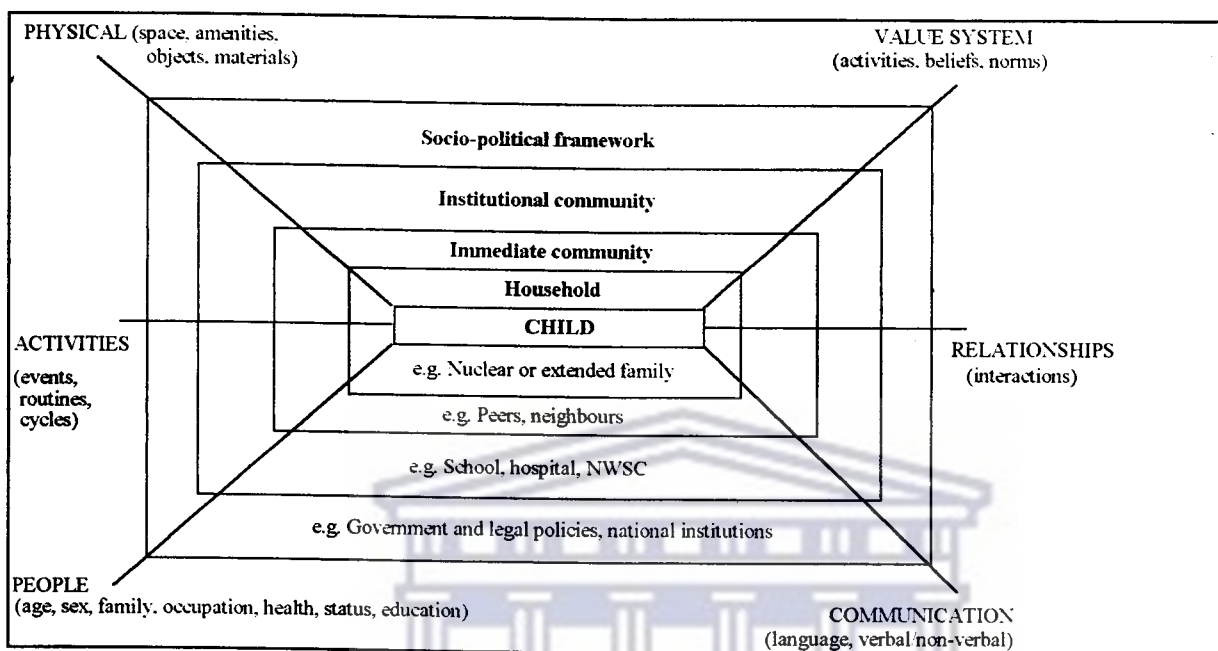 PHYSICAL (space, amenities,
objects, materials)
VALUE SYSTEM
(activities, beliefs, norms)
Socio-political framework
Institutional community
Immediate community
Household
CHILD
ACTIVITIES
(events,
routines,
cycles)
RELATIONSHIPS
(interactions)
e.g. Nuclear or extended family
e.g. Peers, neighbours
e.g. School, hospital, NWSC
e.g. Government and legal policies, national institutions
PEOPLE
(age, sex, family, occupation, health, status, education)
COMMUNICATION
(language, verbal/non-verbal)